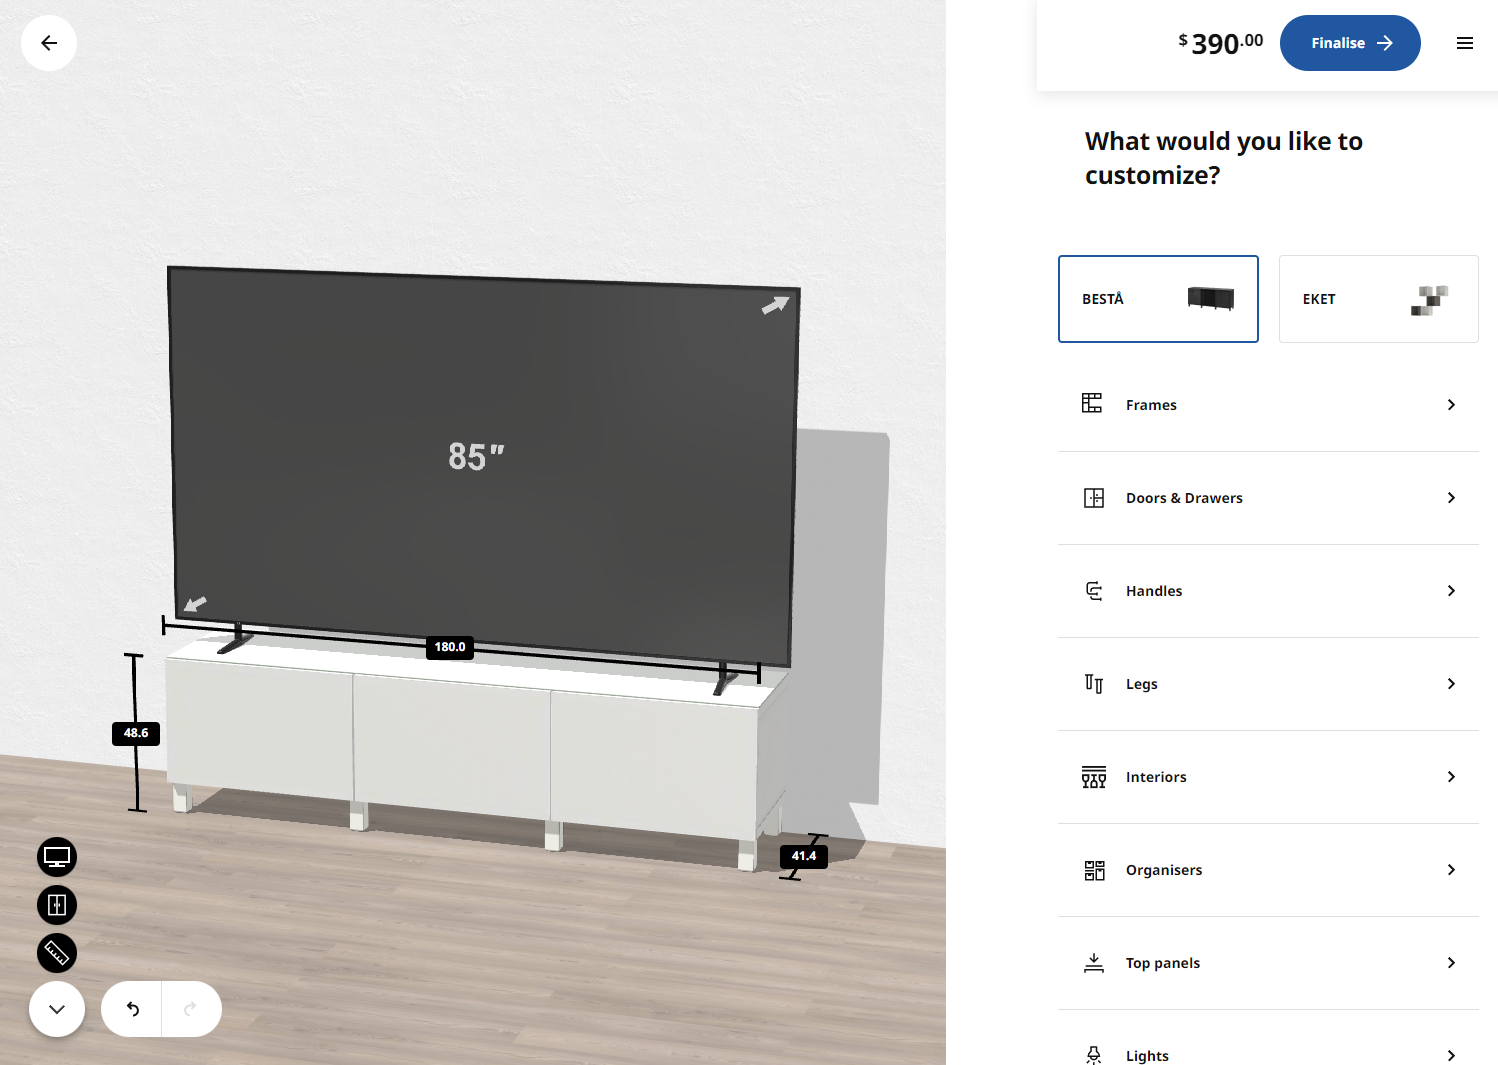 $390.00
Finalise
What would you like to
customize?
BESTÅ
EKET
Frames
Doors & Drawers
Handles
Legs
Interiors
Organisers
Top panels
Lights
85"
180.0
48.6
41.4